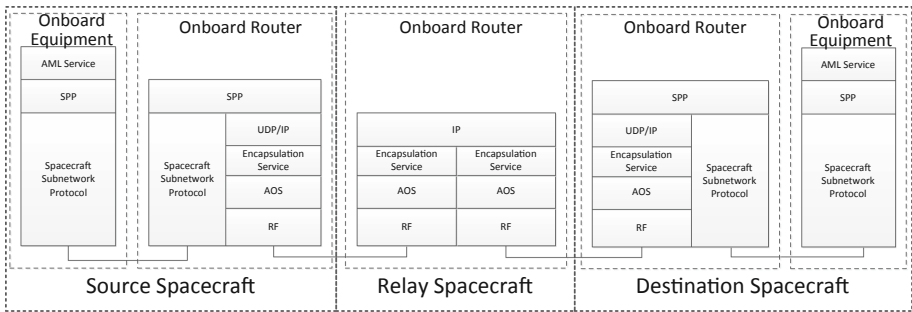 Onboard
Equipment
AML Service
SPP
Spacecraft
Subnetwork
Protocol
Onboard Router
SPP
Spacecraft
Subnetwork
Protocol
UDP/IP
Encapsulation
Service
AOS
RF
Source Spacecraft
Onboard Router
IP
Encapsulation
Service
AOS
RF
Encapsulation
Service
AOS
RF
Relay Spacecraft
Onboard Router
SPP
UDP/IP
Encapsulation
Service
AOS
RF
Spacecraft
Subnetwork
Protocol
Onboard
Equipment
AML Service
SPP
Spacecraft
Subnetwork
Protocol
Destination Spacecraft